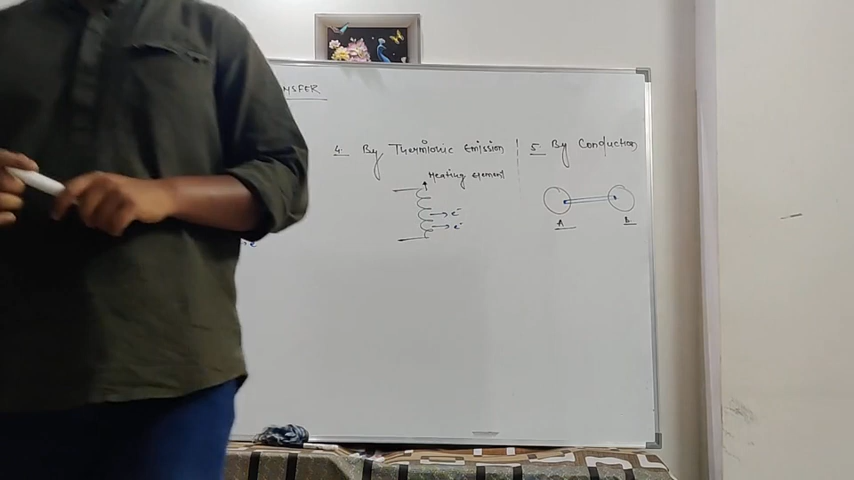 NSFER
4. By Thermionic Emission
Heating element
e⁻
e⁻
5. By Conduction
A
B
e